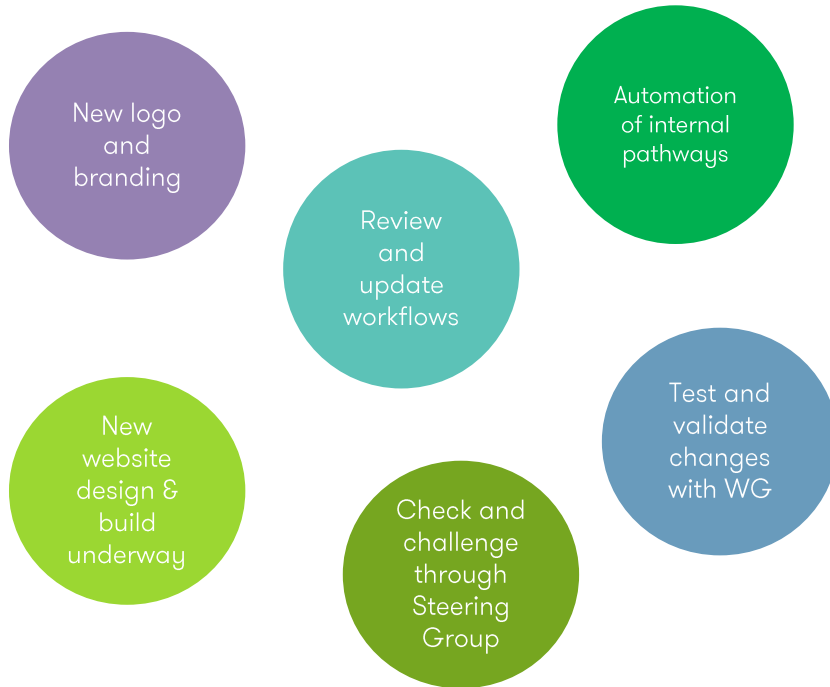 New logo
and
branding
Automation
of internal
pathways
Review
and
update
workflows
New
website
design &
build
underway
Test and
validate
changes
with WG
Check and
challenge
through
Steering
Group